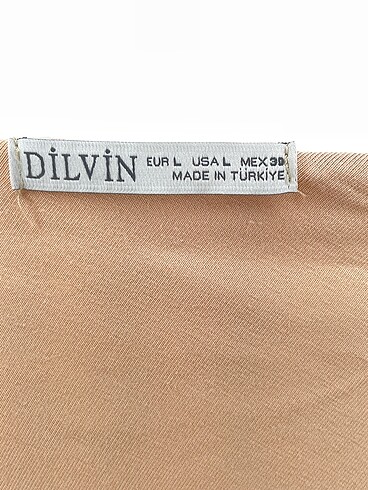 DİLVİN
EUR L USA L MEX 30
MADE IN TÜRKİYE